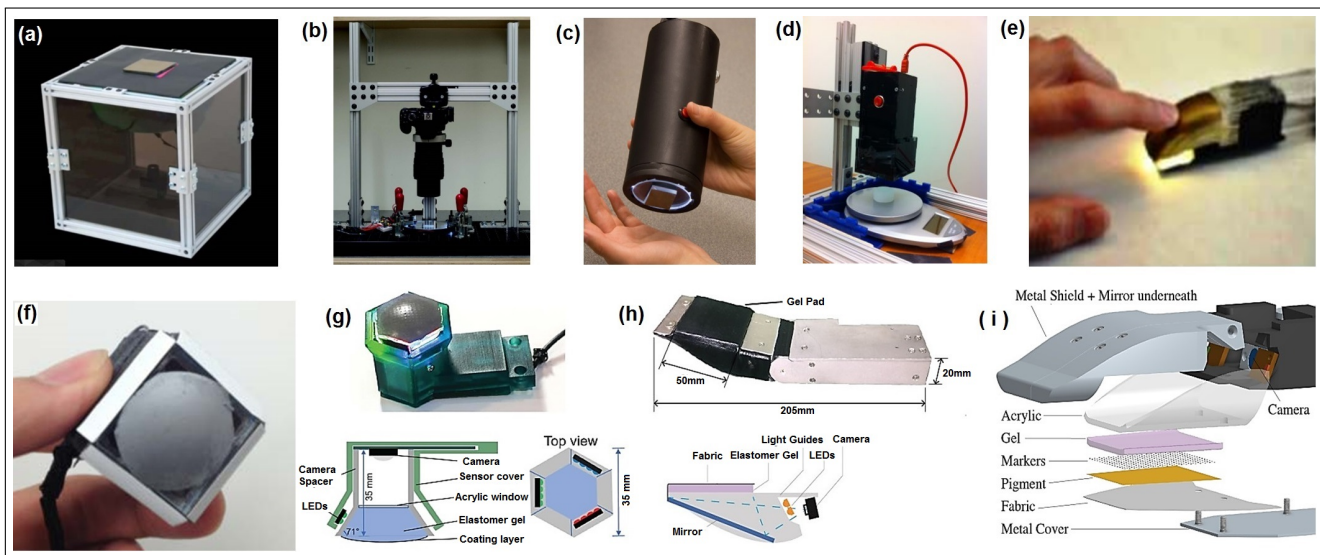 (a)
(b)
(c)
(d)
(e)
(f)
(g)
Camera
Spacer
LEDs
35 mm
71°
Camera
Sensor cover
Acrylic window
Elastomer gel
Coating layer
Top view
35 mm
(h)
Gel Pad
50mm
205mm
20mm
Fabric
Light Guides
Elastomer Gel
LEDs
Camera
Mirror
(i)
Metal Shield + Mirror underneath
Camera
Acrylic
Gel
Markers
Pigment
Fabric
Metal Cover